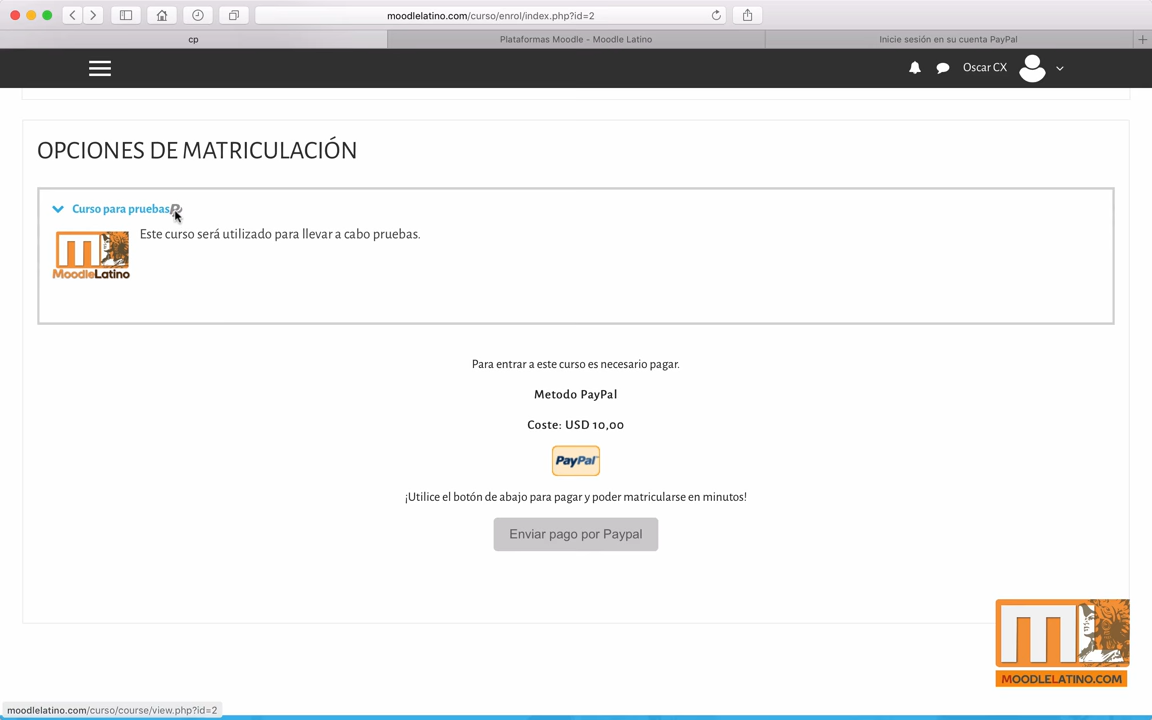 moodlelatino.com/curso/enrol/index.php?id=2
cp
Plataformas Moodle - Moodle Latino
Inicie sesión en su cuenta PayPal
Oscar CX
OPCIONES DE MATRICULACIÓN
Curso para pruebas
Este curso será utilizado para llevar a cabo pruebas.
MoodleLatino
Para entrar a este curso es necesario pagar.
Metodo PayPal
Coste: USD 10,00
PayPal
¡Utilice el botón de abajo para pagar y poder matricularse en minutos!
Enviar pago por Paypal
MOODLELATINO.COM
moodlelatino.com/curso/course/view.php?id=2